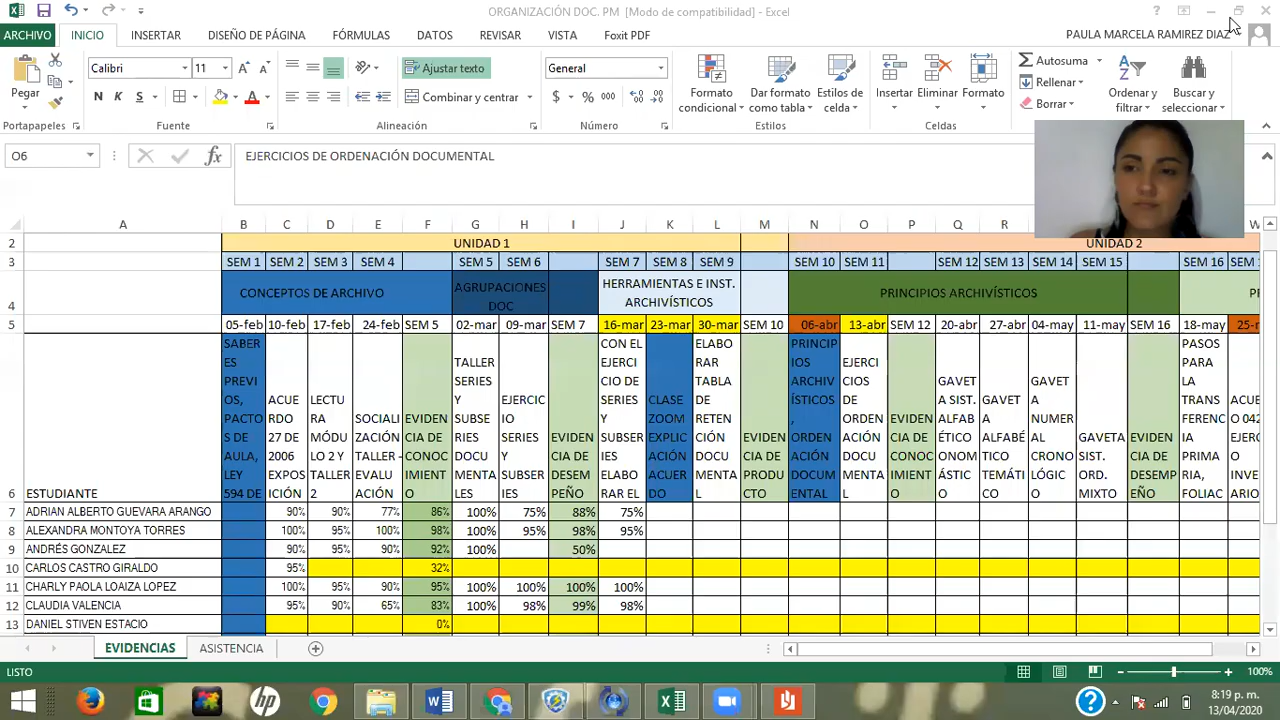 ORGANIZACIÓN DOC. PM [Modo de compatibilidad] - Excel
ARCHIVO INICIO INSERTAR DISEÑO DE PÁGINA FÓRMULAS DATOS REVISAR VISTA Foxit PDF PAULA MARCELA RAMIREZ DIAZ
Pegar
Calibri 11
N K S
Ajustar texto
Combinar y centrar
General
$ % 000
Formato condicional
Dar formato como tabla
Estilos de celda
Insertar
Eliminar
Formato
Autosuma
Rellenar
Borrar
Ordenar y filtrar
Buscar y seleccionar
Portapapeles Fuente Alineación Número Estilos Celdas
O6 fx EJERCICIOS DE ORDENACIÓN DOCUMENTAL
A B C D E F G H I J K L M N O P Q R
2 UNIDAD 1 UNIDAD 2
3 SEM 1 SEM 2 SEM 3 SEM 4 SEM 5 SEM 6 SEM 7 SEM 8 SEM 9 SEM 10 SEM 11 SEM 12 SEM 13 SEM 14 SEM 15 SEM 16
4 CONCEPTOS DE ARCHIVO AGRUPACIONES DOC HERRAMIENTAS E INST. ARCHIVÍSTICOS PRINCIPIOS ARCHIVÍSTICOS
5 05-feb 10-feb 17-feb 24-feb SEM 5 02-mar 09-mar SEM 7 16-mar 23-mar 30-mar SEM 10 06-abr 13-abr SEM 12 20-abr 27-abr 04-may 11-may SEM 16 18-may
6 ESTUDIANTE
SABERES PREVIOS, PACTOS DE AULA, LEY 594 DE
ACUERDO 27 DE 2006 EXPOSICIÓN
LECTURA MÓDULO 2 Y TALLER 2
SOCIALIZACIÓN TALLER - EVALUACIÓN
EVIDENCIA DE CONOCIMIENTO
TALLER SERIES Y SUBSERIES DOCUMENTALES
EJERCICIO SERIES Y SUBSERIES
EVIDENCIA DE DESEMPEÑO
CON EL EJERCICIO DE SERIES Y SUBSERIES ELABORAR EL
CLASE ZOOM EXPLICACIÓN ACUERDO
ELABORAR TABLA DE RETENCIÓN DOCUMENTAL
EVIDENCIA DE PRODUCTO
PRINCIPIOS ARCHIVÍSTICOS, ORDENACIÓN DOCUMENTAL
EJERCICIOS DE ORDENACIÓN DOCUMENTAL
EVIDENCIA DE CONOCIMIENTO
GAVETA SIST. ALFABÉTICO ONOMÁSTICO
GAVETA ALFABÉTICO TEMÁTICO
GAVETA NUMERAL CRONOLÓGICO
GAVETA SIST. ORD. MIXTO
EVIDENCIA DE DESEMPEÑO
PASOS PARA LA TRANSFERENCIA PRIMARIA, FOLIAC
7 ADRIAN ALBERTO GUEVARA ARANGO 90% 90% 77% 86% 100% 75% 88% 75%
8 ALEXANDRA MONTOYA TORRES 100% 95% 100% 98% 100% 95% 98% 95%
9 ANDRÉS GONZALEZ 90% 95% 90% 92% 100% 50%
10 CARLOS CASTRO GIRALDO 95% 32%
11 CHARLY PAOLA LOAIZA LOPEZ 100% 95% 90% 95% 100% 100% 100% 100%
12 CLAUDIA VALENCIA 95% 90% 65% 83% 100% 98% 99% 98%
13 DANIEL STIVEN ESTACIO 0%
EVIDENCIAS ASISTENCIA
LISTO 100%
8:19 p. m.
13/04/2020